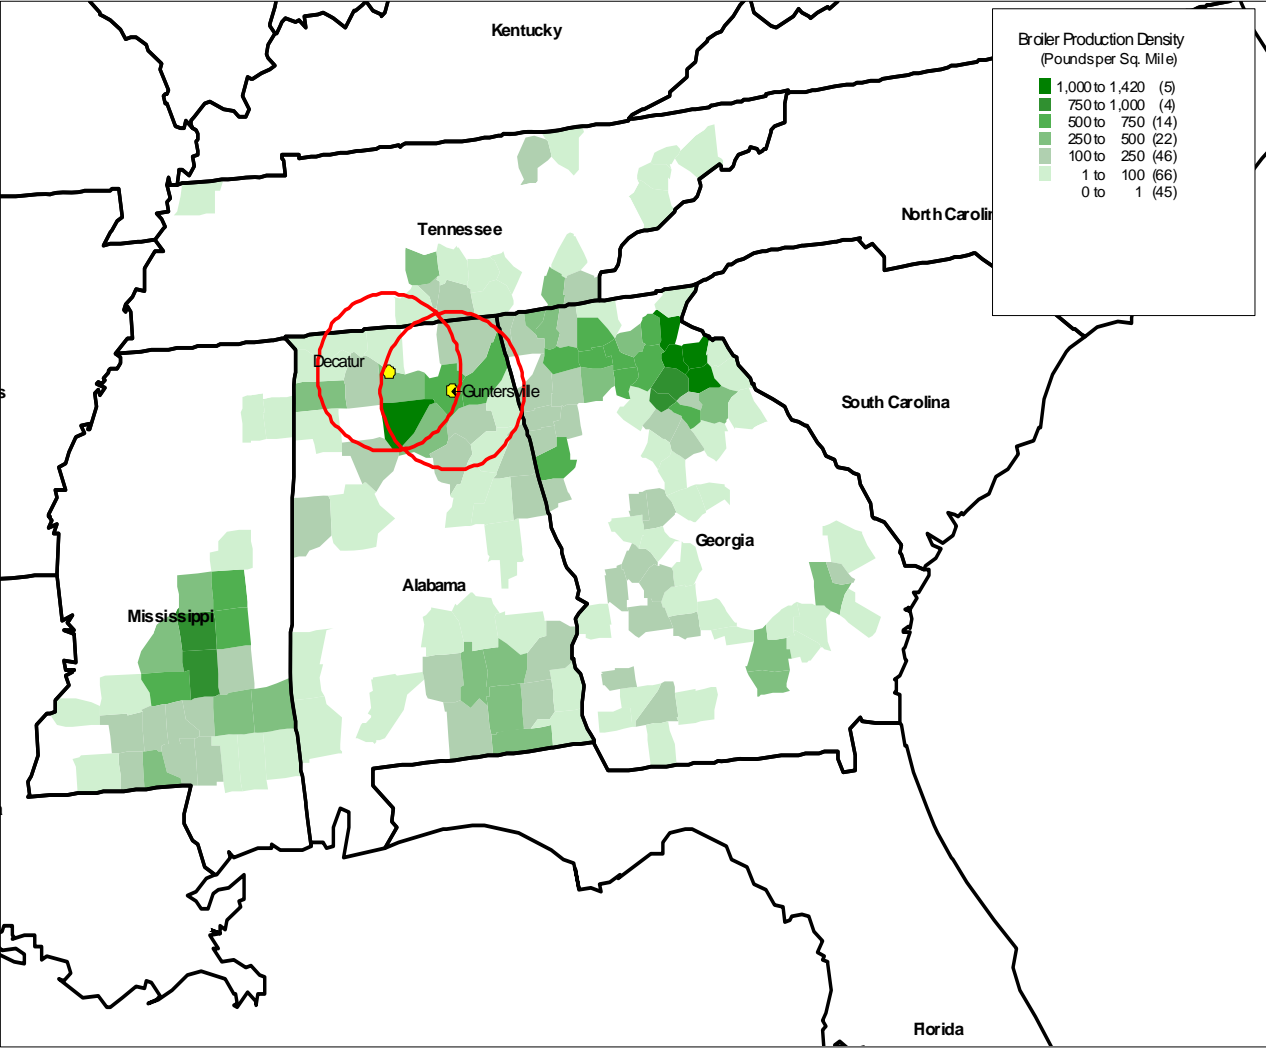 Kentucky
Broiler Production Density
(Pounds per Sq. Mile)
1,000 to 1,420 (5)
750 to 1,000 (4)
500 to 750 (14)
250 to 500 (22)
100 to 250 (46)
1 to 100 (66)
0 to 1 (45)
North Carolin
Tennessee
Decatur
Guntersville
s
South Carolina
Georgia
Alabama
Mississippi
Florida